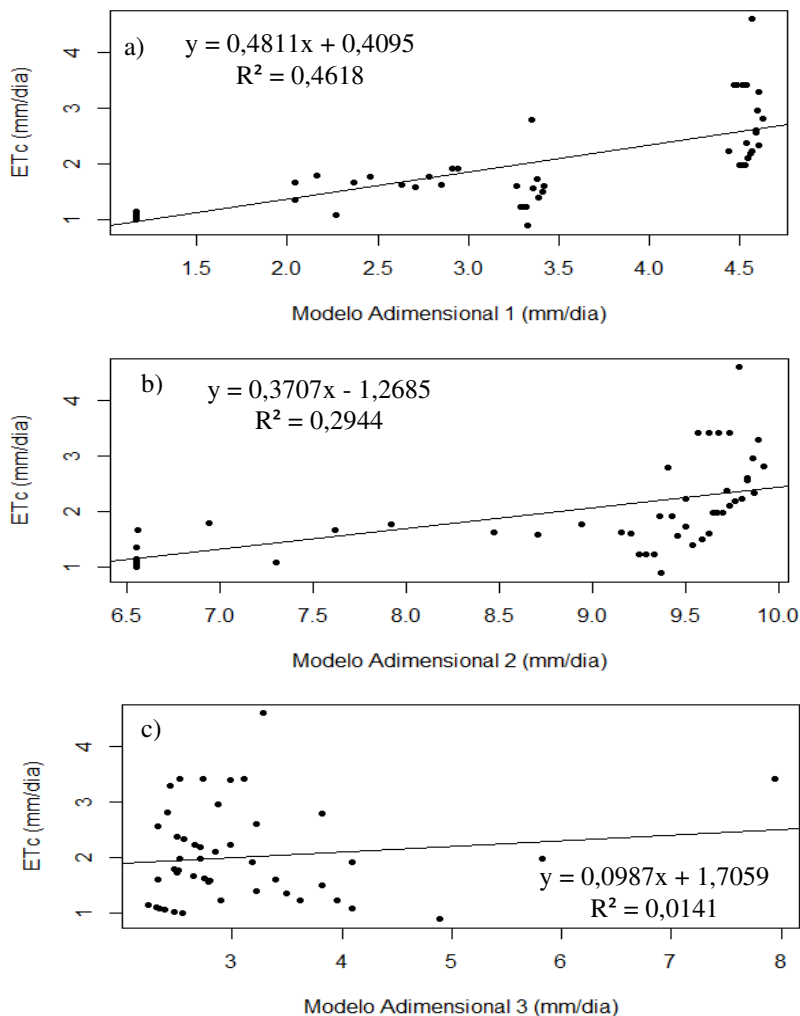 a)
y = 0,4811x + 0,4095
R² = 0,4618
ETc (mm/dia)
4
3
2
1
1.5 2.0 2.5 3.0 3.5 4.0 4.5
Modelo Adimensional 1 (mm/dia)
b)
y = 0,3707x - 1,2685
R² = 0,2944
ETc (mm/dia)
4
3
2
1
6.5 7.0 7.5 8.0 8.5 9.0 9.5 10.0
Modelo Adimensional 2 (mm/dia)
c)
ETc (mm/dia)
4
3
2
1
y = 0,0987x + 1,7059
R² = 0,0141
3 4 5 6 7 8
Modelo Adimensional 3 (mm/dia)